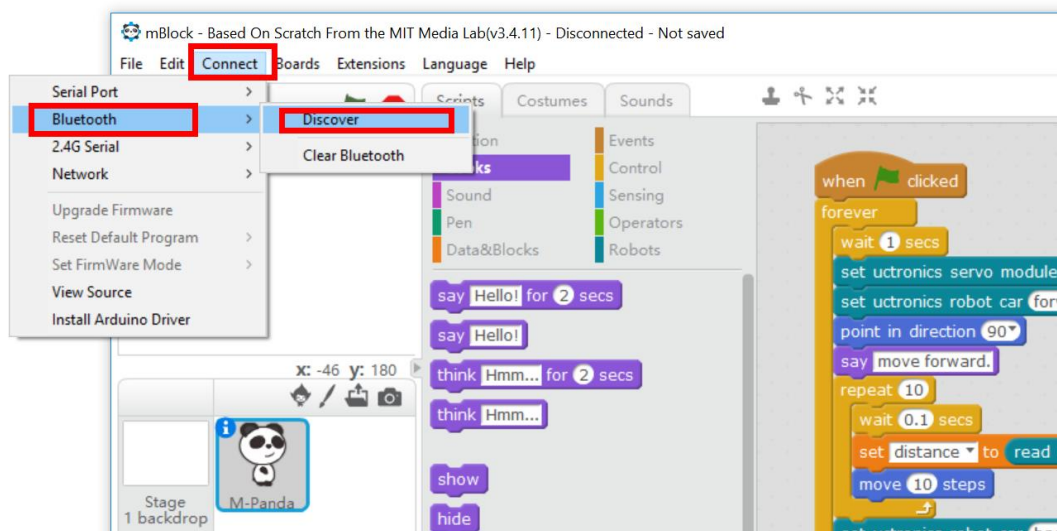 mBlock - Based On Scratch From the MIT Media Lab(v3.4.11) - Disconnected - Not saved
File Edit Connect Boards Extensions Language Help
Serial Port
Bluetooth
2.4G Serial
Network
Upgrade Firmware
Reset Default Program
Set FirmWare Mode
View Source
Install Arduino Driver
Discover
Clear Bluetooth
Scripts Costumes Sounds
Events
Control
Sound
Sensing
Pen
Operators
Data&Blocks
Robots
say Hello! for 2 secs
say Hello!
think Hmm... for 2 secs
think Hmm...
show
hide
X: -46 y: 180
Stage
1 backdrop
M-Panda
when clicked
forever
wait 1 secs
set uctronics servo module
set uctronics robot car
point in direction 90
say move forward.
repeat 10
wait 0.1 secs
set distance to read
move 10 steps